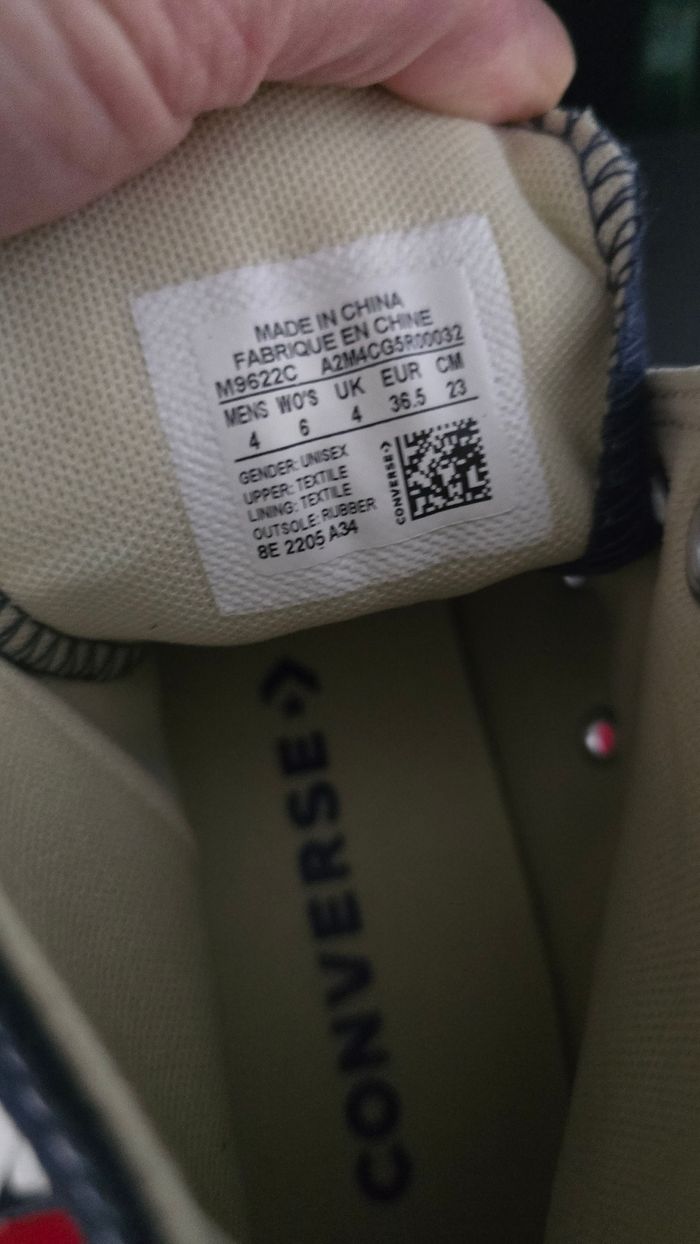 MADE IN CHINA
FABRIQUE EN CHINE
M9622C A2M4CG5R00032
MENS WO'S UK EUR CM
4 6 4 36.5 23
GENDER: UNISEX
UPPER: TEXTILE
LINING: TEXTILE
OUTSOLE: RUBBER
8E 2205 A34
CONVERSE
CONVERSE